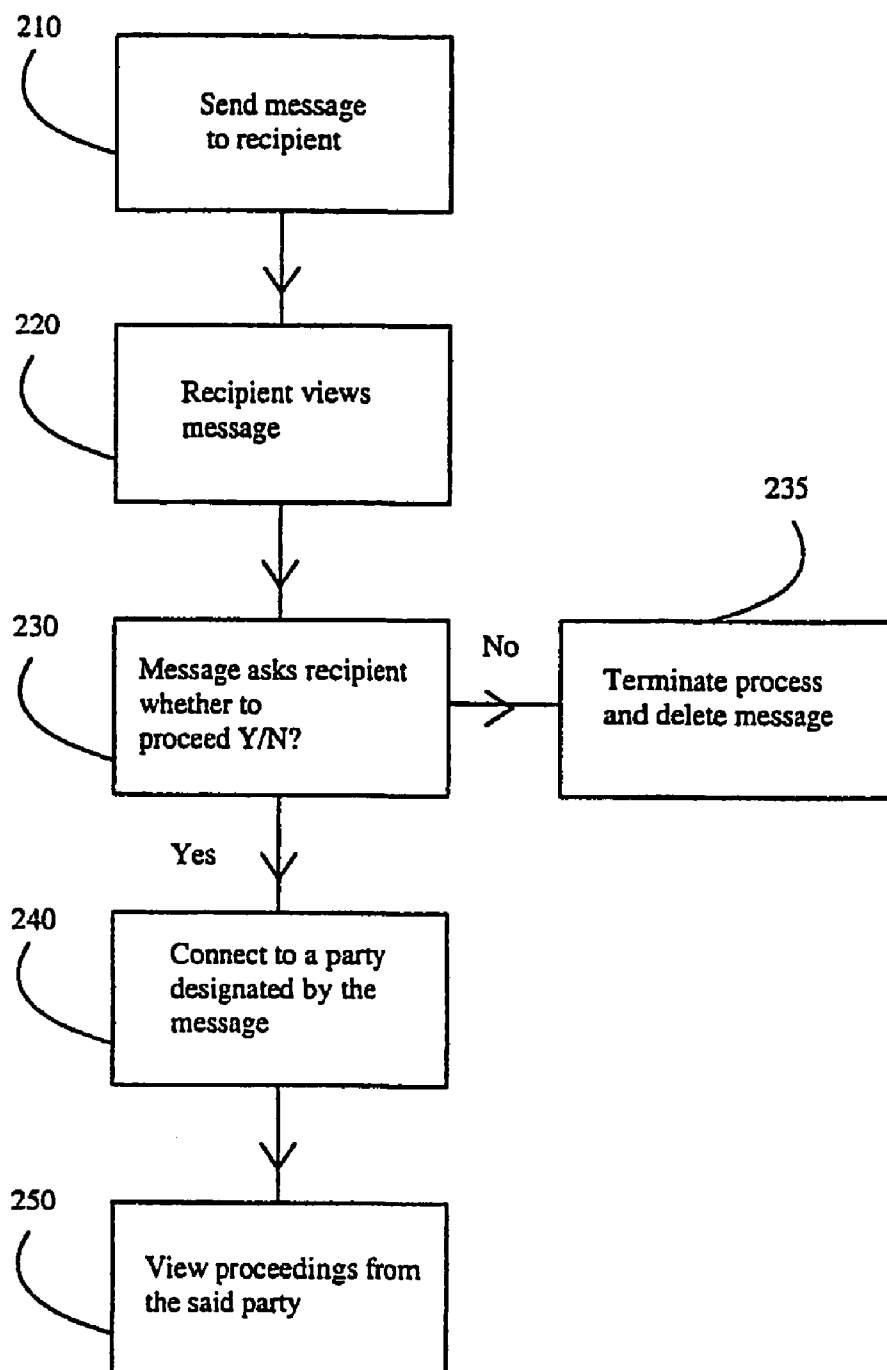 210
Send message
to recipient
220
Recipient views
message
235
230
Message asks recipient
whether to
proceed Y/N?
No
Terminate process
and delete message
Yes
240
Connect to a party
designated by the
message
250
View proceedings from
the said party